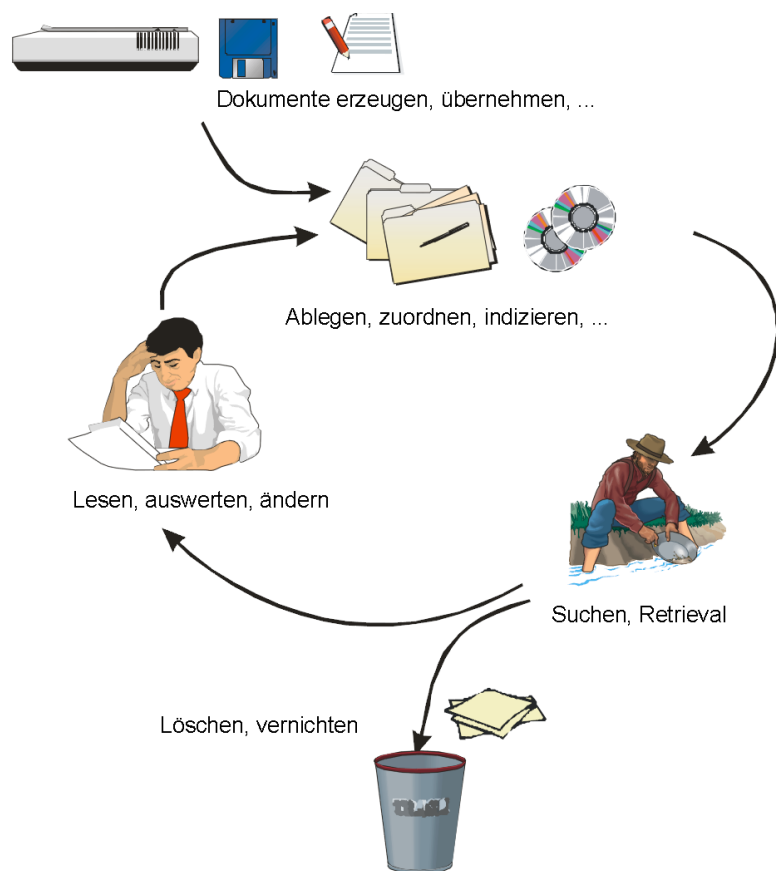 Dokumente erzeugen, übernehmen, ...
Ablegen, zuordnen, indizieren, ...
Lesen, auswerten, ändern
Suchen, Retrieval
Löschen, vernichten